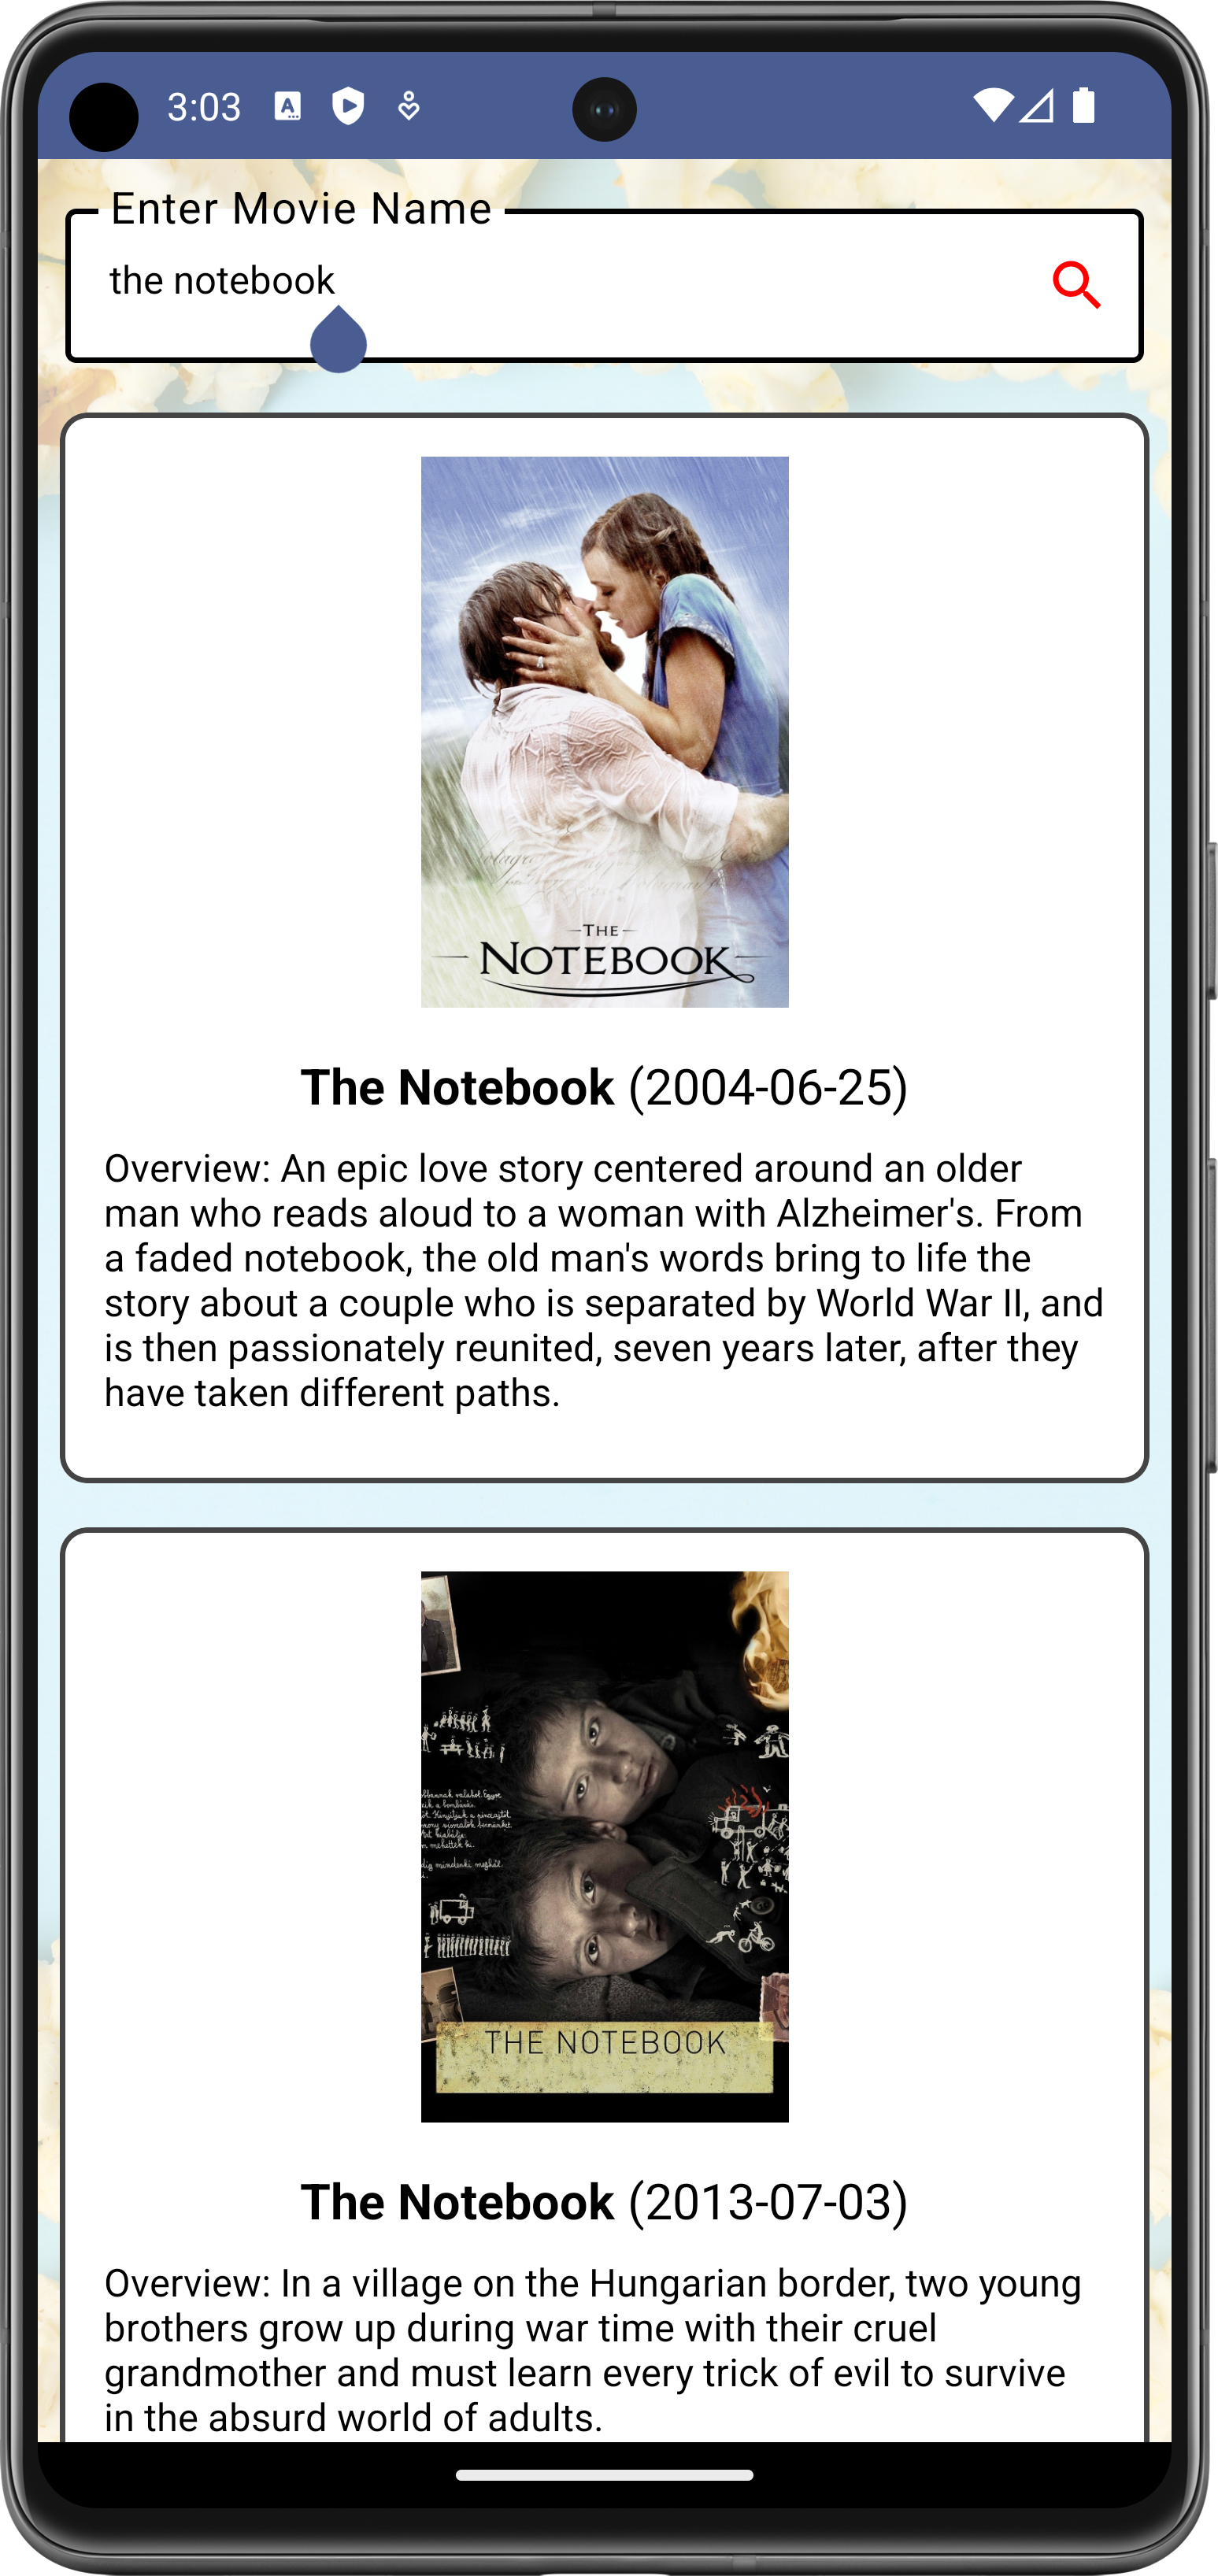 3:03
Enter Movie Name
the notebook
THE
NOTEBOOK
The Notebook (2004-06-25)
Overview: An epic love story centered around an older
man who reads aloud to a woman with Alzheimer's. From
a faded notebook, the old man's words bring to life the
story about a couple who is separated by World War II, and
is then passionately reunited, seven years later, after they
have taken different paths.
THE NOTEBOOK
The Notebook (2013-07-03)
Overview: In a village on the Hungarian border, two young
brothers grow up during war time with their cruel
grandmother and must learn every trick of evil to survive
in the absurd world of adults.